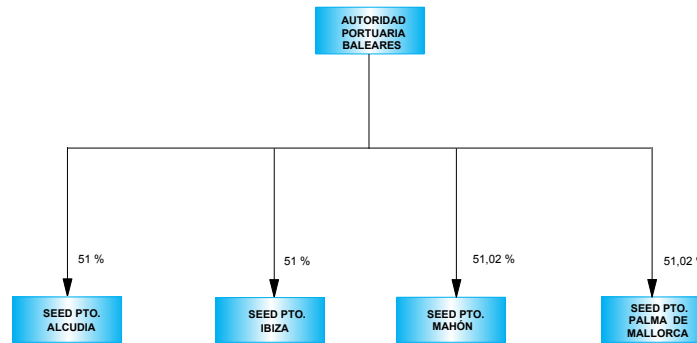 AUTORIDAD
PORTUARIA
BALEARES
51 %
51 %
51,02 %
51,02 %
SEED PTO.
ALCUDIA
SEED PTO.
IBIZA
SEED PTO.
MAHÓN
SEED PTO.
PALMA DE
MALLORCA